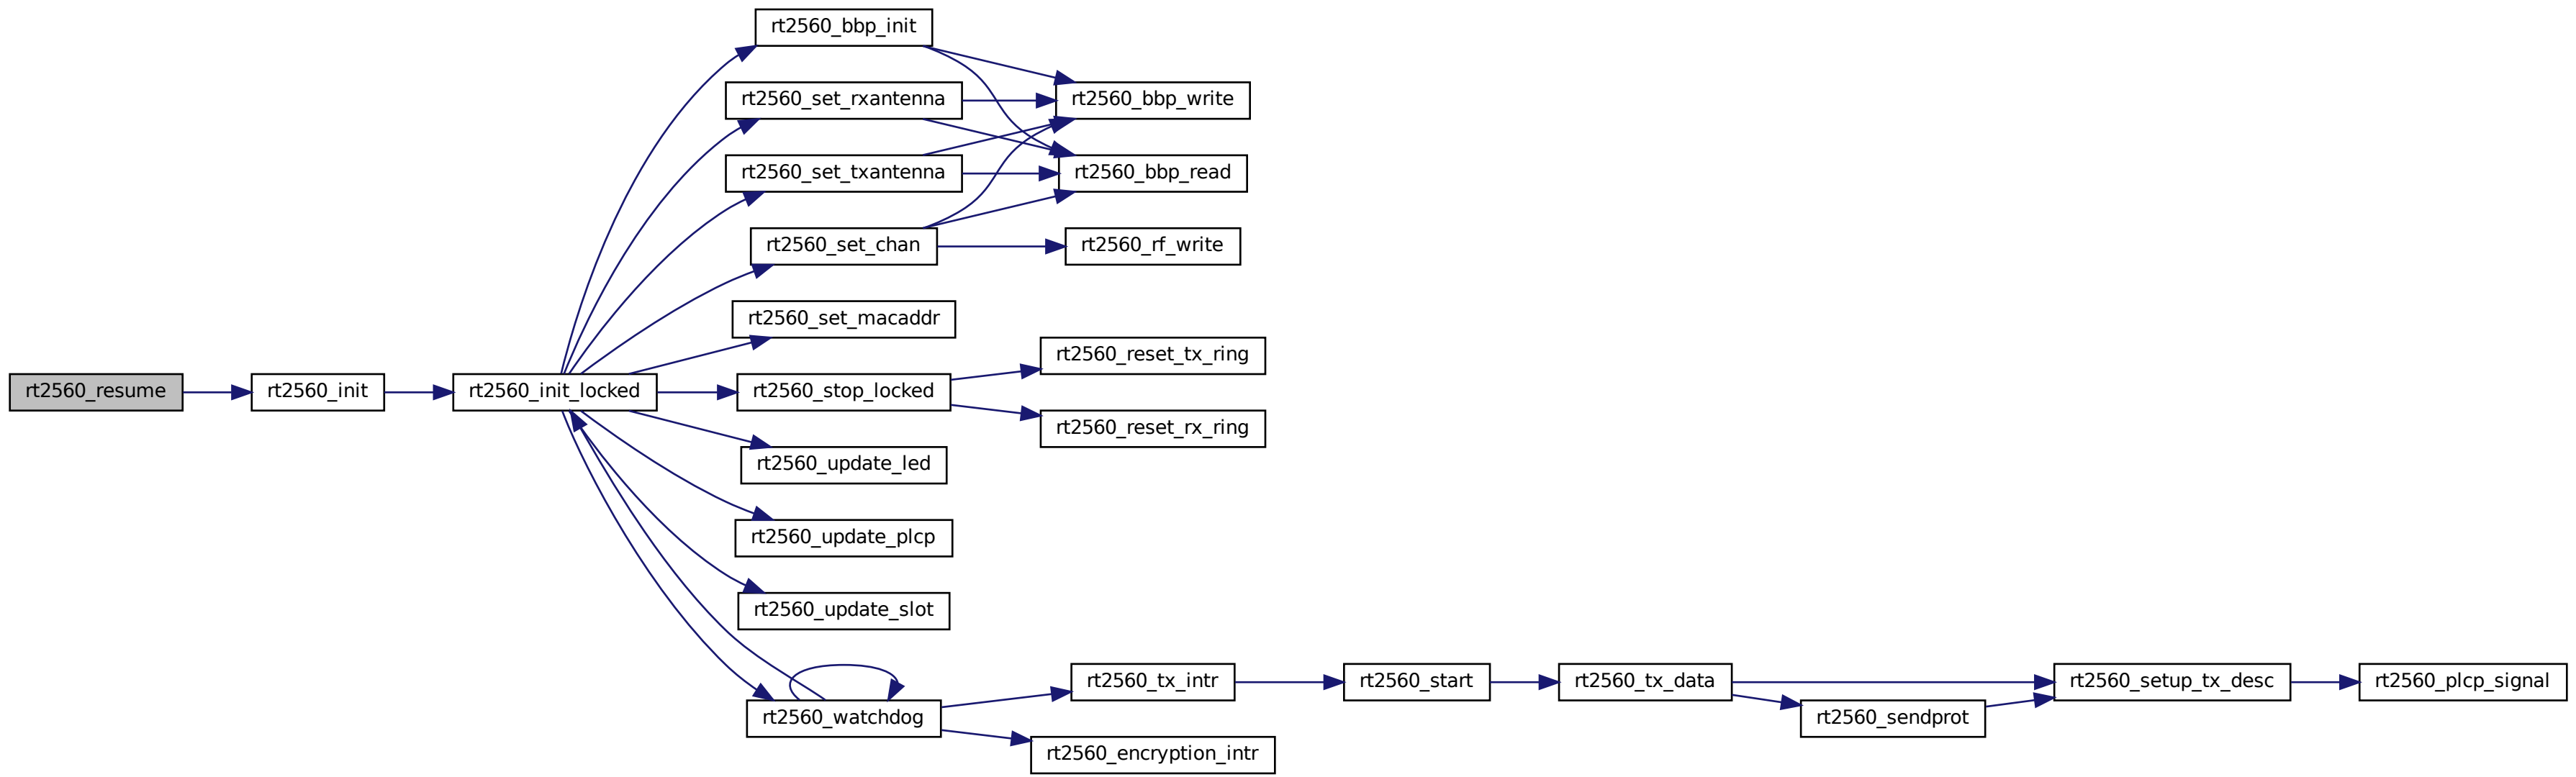 rt2560_bbp_init
rt2560_set_rxantenna
rt2560_bbp_write
rt2560_set_txantenna
rt2560_bbp_read
rt2560_set_chan
rt2560_rf_write
rt2560_set_macaddr
rt2560_reset_tx_ring
rt2560_resume
rt2560_init
rt2560_init_locked
rt2560_stop_locked
rt2560_reset_rx_ring
rt2560_update_led
rt2560_update_plcp
rt2560_update_slot
rt2560_tx_intr
rt2560_start
rt2560_tx_data
rt2560_setup_tx_desc
rt2560_plcp_signal
rt2560_watchdog
rt2560_sendprot
rt2560_encryption_intr